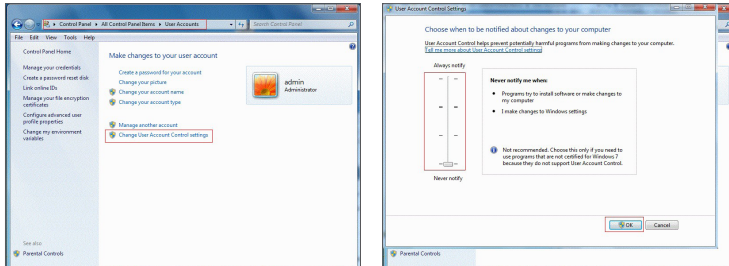 Control Panel ▸ All Control Panel Items ▸ User Accounts
Search Control Panel
File Edit View Tools Help
Control Panel Home
Manage your credentials
Create a password reset disk
Link online IDs
Manage your file encryption
certificates
Configure advanced user
profile properties
Change my environment
variables
See also
Parental Controls
Make changes to your user account
Create a password for your account
Change your picture
Change your account name
Change your account type
Manage another account
Change User Account Control settings
admin
Administrator
User Account Control Settings
Choose when to be notified about changes to your computer
User Account Control helps prevent potentially harmful programs from making changes to your computer.
Tell me more about User Account Control settings
Always notify
Never notify
Never notify me when:
• Programs try to install software or make changes to
my computer
• I make changes to Windows settings
Not recommended. Choose this only if you need to
use programs that are not certified for Windows 7
because they do not support User Account Control.
OK
Cancel
Parental Controls